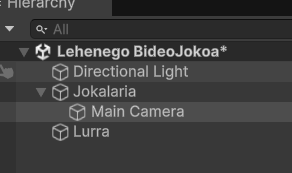 Hierarchy
All
Lehenego BideoJokoa*
Directional Light
Jokalaria
Main Camera
Lurra